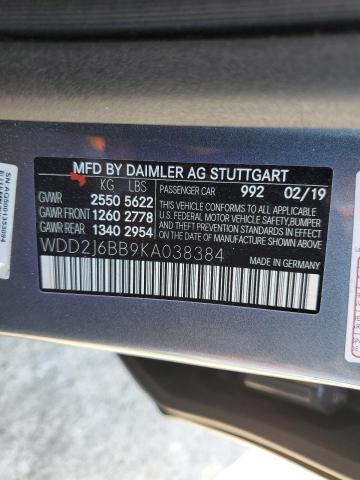 MFD BY DAIMLER AG STUTTGART
KG LBS PASSENGER CAR 992 02/19
GVWR 2550 5622 THIS VEHICLE CONFORMS TO ALL APPLICABLE
GAWR FRONT 1260 2778 U.S. FEDERAL MOTOR VEHICLE SAFETY, BUMPER
GAWR REAR 1340 2954 AND THEFT PREVENTION STANDARDS IN EFFECT
ON THE DATE OF MANUFACTURE SHOWN ABOVE
WDD2J6BB9KA038384
MADE IN GERMANY